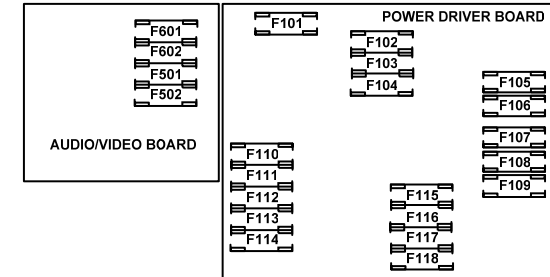 F601
F602
F501
F502
AUDIO/VIDEO BOARD
POWER DRIVER BOARD
F101
F102
F103
F104
F105
F106
F107
F108
F109
F110
F111
F112
F113
F114
F115
F116
F117
F118